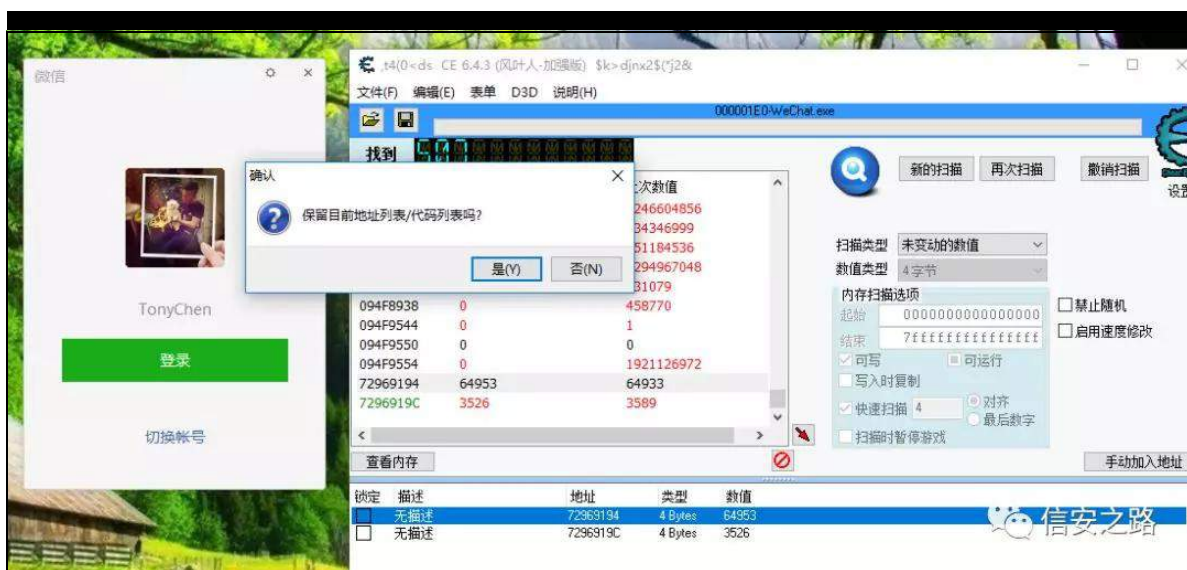 微信
.t4(0<ds CE 6.4.3 (风叶人-加强版) $k>djnx2$(*j28k
文件(F) 编辑(E) 表单 D3D 说明(H)
000001E0-WeChat.exe
找到
新的扫描 再次扫描 撤销扫描
设置
确认
保留目前地址列表/代码列表吗?
是(Y) 否(N)
次数值
246604856
34346999
51184536
294967048
31079
094F8938 0 458770
094F9544 0 1
094F9550 0 0
094F9554 0 1921126972
72969194 64953 64933
7296919C 3526 3589
扫描类型 未变动的数值
数值类型 4字节
内存扫描选项
起始 0000000000000000
结束 7fffffffffffffff
可写 可运行
写入时复制
快速扫描 4 对齐
最后数字
扫描时暂停游戏
禁止随机
启用速度修改
TonyChen
登录
切换帐号
查看内存
手动加入地址
锁定 描述 地址 类型 数值
无描述 72969194 4 Bytes 64953
无描述 7296919C 4 Bytes 3526
信安之路